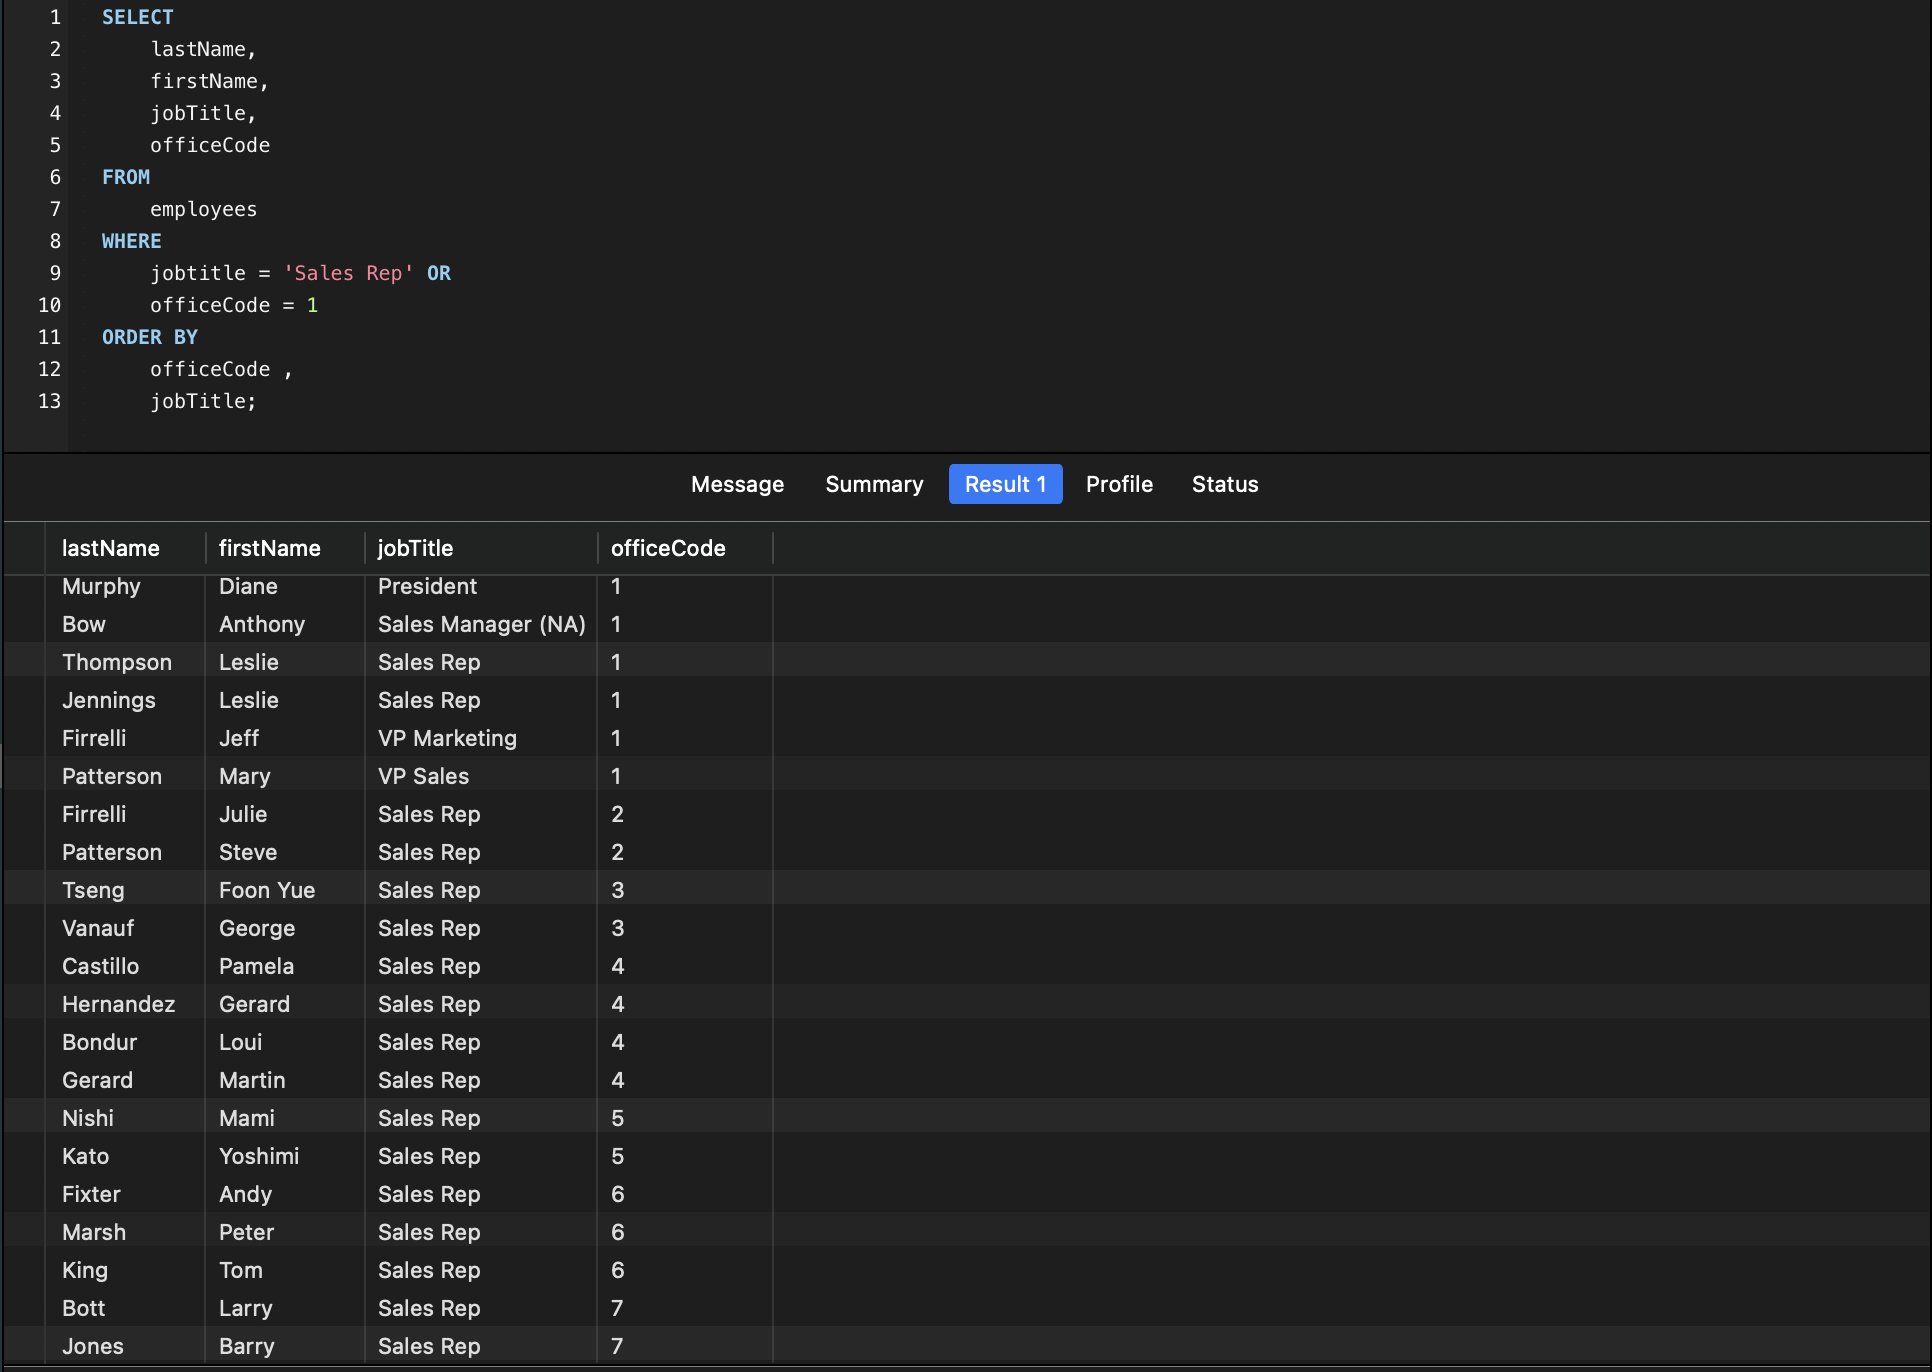 1 SELECT
2 lastName,
3 firstName,
4 jobTitle,
5 officeCode
6 FROM
7 employees
8 WHERE
9 jobtitle = 'Sales Rep' OR
10 officeCode = 1
11 ORDER BY
12 officeCode ,
13 jobTitle;
Message Summary Result 1 Profile Status
lastName firstName jobTitle officeCode
Murphy Diane President 1
Bow Anthony Sales Manager (NA) 1
Thompson Leslie Sales Rep 1
Jennings Leslie Sales Rep 1
Firrelli Jeff VP Marketing 1
Patterson Mary VP Sales 1
Firrelli Julie Sales Rep 2
Patterson Steve Sales Rep 2
Tseng Foon Yue Sales Rep 3
Vanauf George Sales Rep 3
Castillo Pamela Sales Rep 4
Hernandez Gerard Sales Rep 4
Bondur Loui Sales Rep 4
Gerard Martin Sales Rep 4
Nishi Mami Sales Rep 5
Kato Yoshimi Sales Rep 5
Fixter Andy Sales Rep 6
Marsh Peter Sales Rep 6
King Tom Sales Rep 6
Bott Larry Sales Rep 7
Jones Barry Sales Rep 7